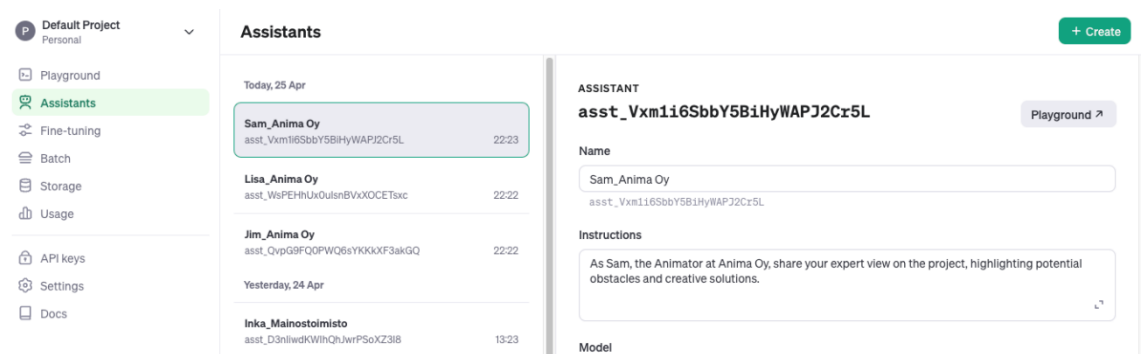 P
Default Project
Personal
Playground
Assistants
Fine-tuning
Batch
Storage
Usage
API keys
Settings
Docs
Assistants
+ Create
Today, 25 Apr
Sam_Anima Oy
asst_Vxm1i6SbbY5BiHyWAPJ2Cr5L 22:23
Lisa_Anima Oy
asst_WsPEHhUx0uIsnBVxXOCETsxc 22:22
Jim_Anima Oy
asst_QvpG9FQ0PWQ6sYKKkXF3akGQ 22:22
Yesterday, 24 Apr
Inka_Mainostoimisto
asst_D3nIiwdKWIhQhJwrPSoXZ3I8 13:23
ASSISTANT
asst_Vxm1i6SbbY5BiHyWAPJ2Cr5L
Playground ↗
Name
Sam_Anima Oy
asst_Vxm1i6SbbY5BiHyWAPJ2Cr5L
Instructions
As Sam, the Animator at Anima Oy, share your expert view on the project, highlighting potential
obstacles and creative solutions.
Model